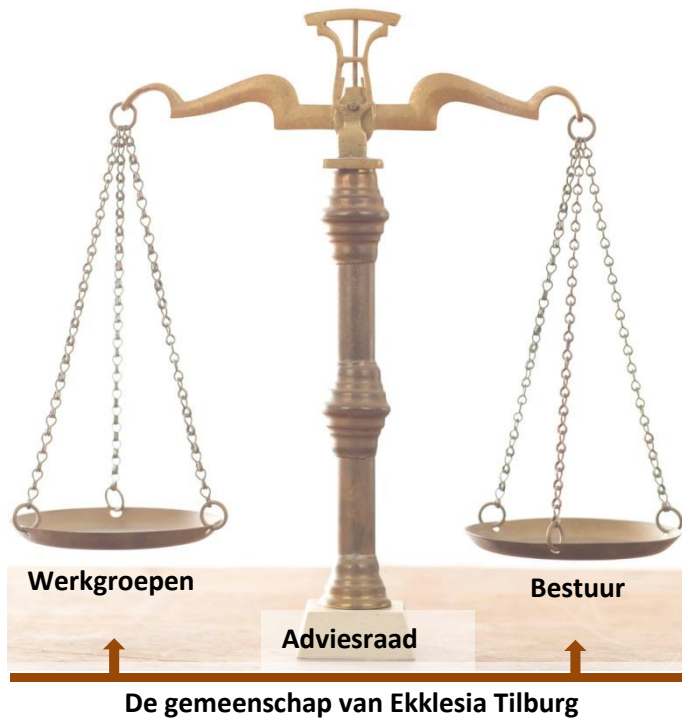 Werkgroepen
Bestuur
Adviesraad
De gemeenschap van Ekklesia Tilburg